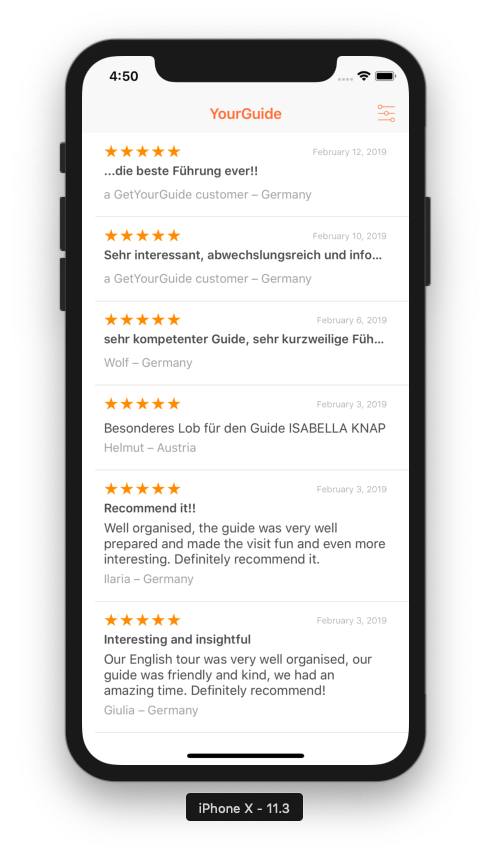 4:50
YourGuide
February 12, 2019
...die beste Führung ever!!
a GetYourGuide customer – Germany
February 10, 2019
Sehr interessant, abwechslungsreich und info...
a GetYourGuide customer – Germany
February 6, 2019
sehr kompetenter Guide, sehr kurzweilige Füh...
Wolf – Germany
February 3, 2019
Besonderes Lob für den Guide ISABELLA KNAP
Helmut – Austria
February 3, 2019
Recommend it!!
Well organised, the guide was very well
prepared and made the visit fun and even more
interesting. Definitely recommend it.
Ilaria – Germany
February 3, 2019
Interesting and insightful
Our English tour was very well organised, our
guide was friendly and kind, we had an
amazing time. Definitely recommend!
Giulia – Germany
iPhone X - 11.3